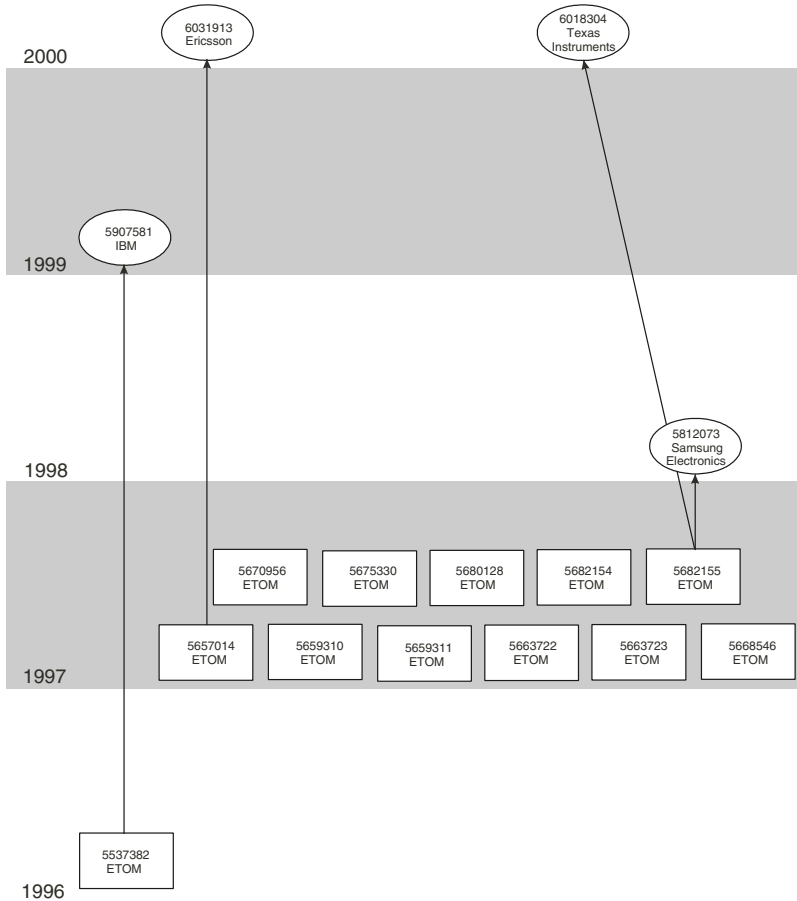 6031913
Ericsson
6018304
Texas
Instruments
2000
5907581
IBM
1999
5812073
Samsung
Electronics
1998
5670956
ETOM
5675330
ETOM
5680128
ETOM
5682154
ETOM
5682155
ETOM
5657014
ETOM
5659310
ETOM
5659311
ETOM
5663722
ETOM
5663723
ETOM
5668546
ETOM
1997
5537382
ETOM
1996